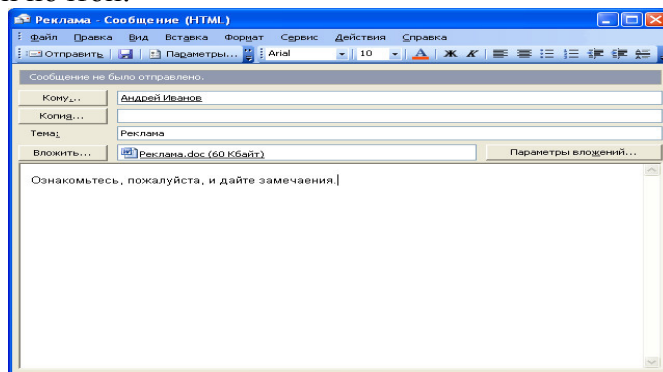 Реклама - Сообщение (HTML)
Файл Правка Вид Вставка Формат Сервис Действия Справка
Отправить Параметры... Arial 10 А Ж К
Сообщение не было отправлено.
Кому... Андрей Иванов
Копия...
Тема: Реклама
Вложить... Реклама.doc (60 Кбайт) Параметры вложений...
Ознакомьтесь, пожалуйста, и дайте замечаения.